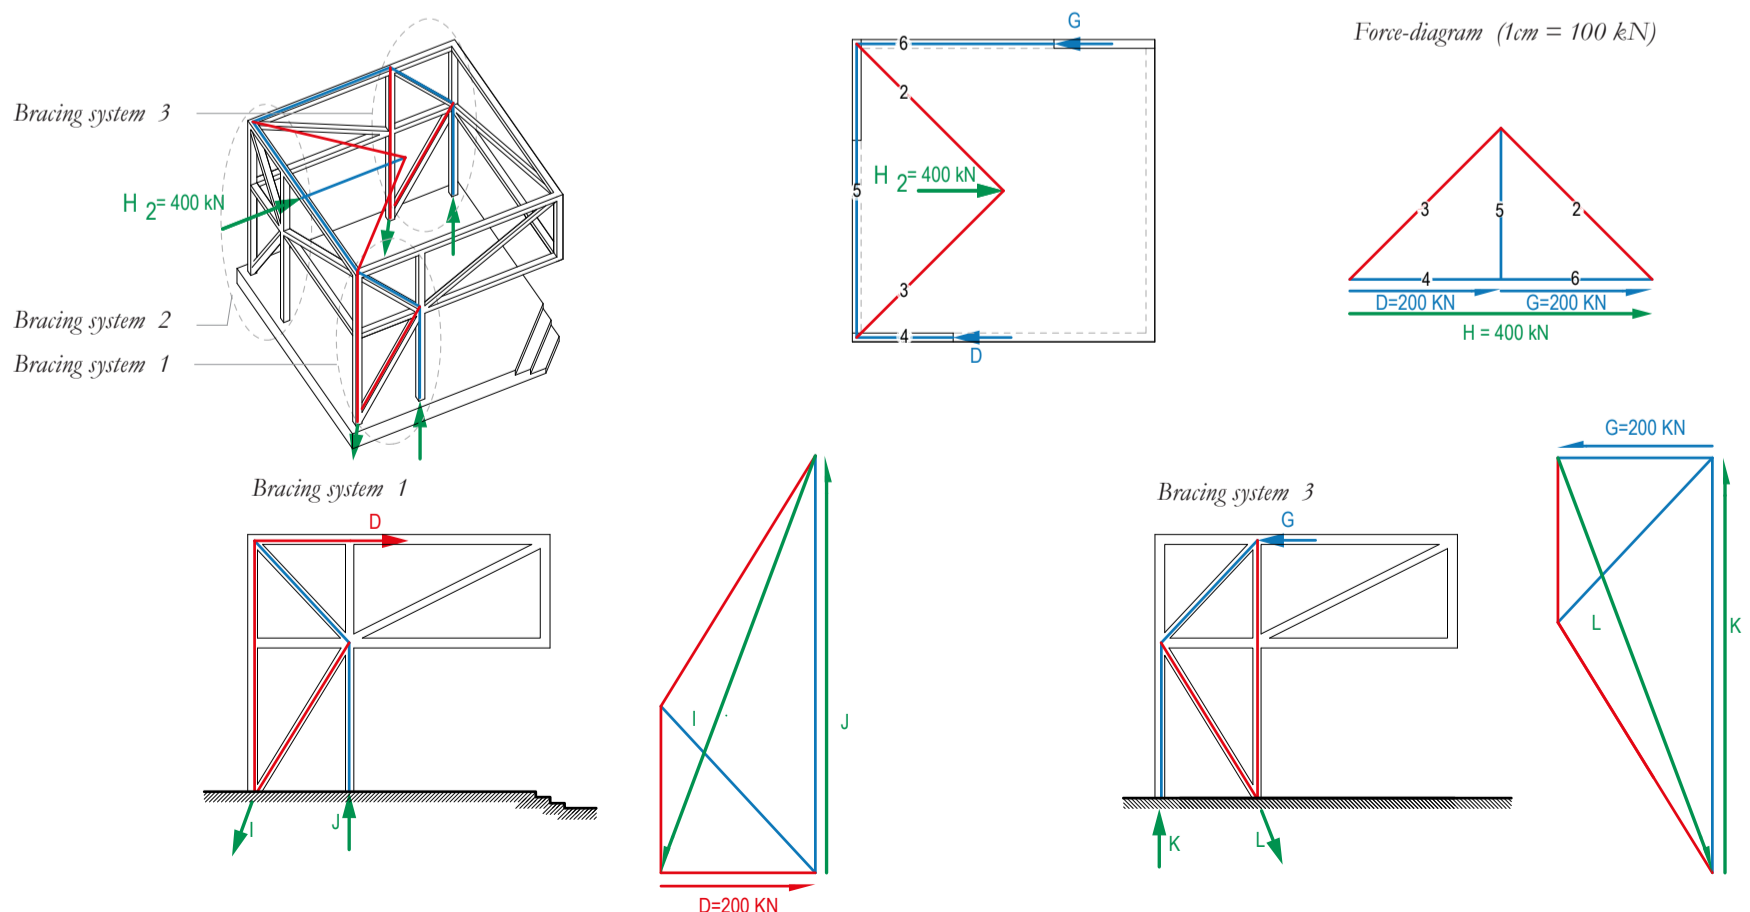 Force-diagram (1cm = 100 kN)
Bracing system 3
H 2= 400 kN
Bracing system 2
Bracing system 1
G
6
2
H 2= 400 kN
5
3
4
D
3
5
2
4
6
D=200 KN
G=200 KN
H = 400 kN
Bracing system 1
D
I
J
I
J
D=200 KN
Bracing system 3
G
K
L
G=200 KN
L
K